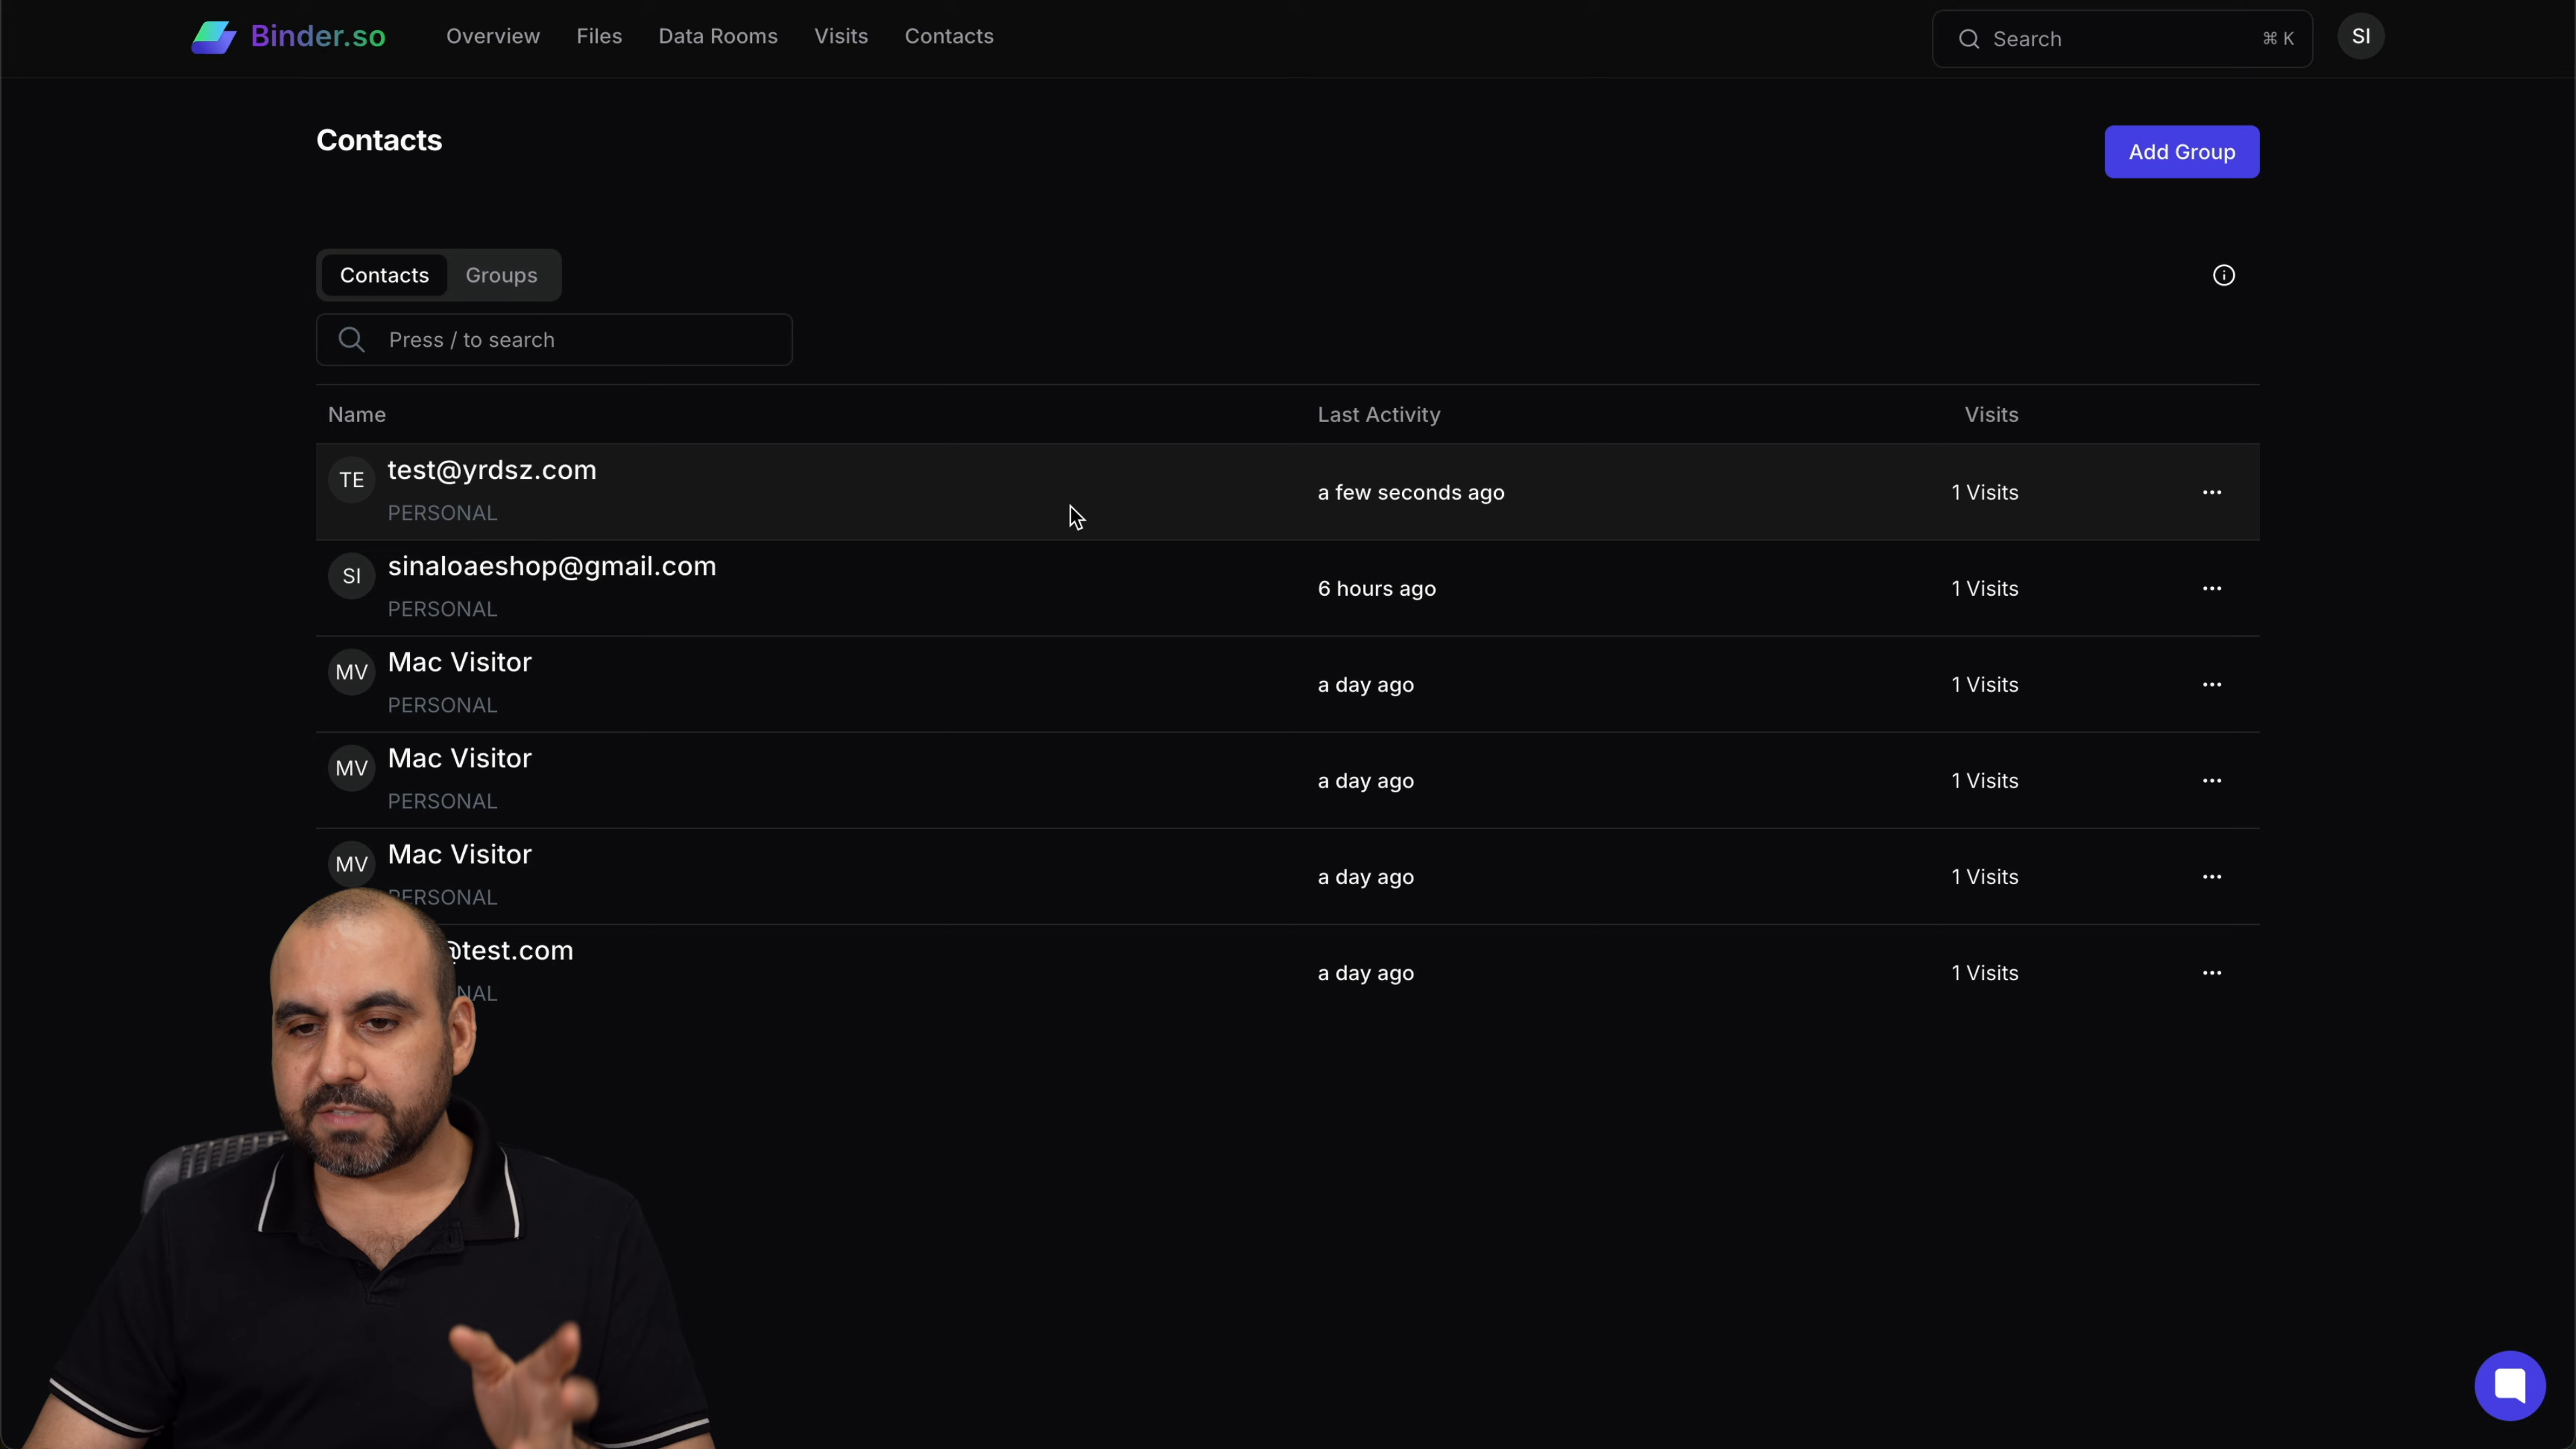 Binder.so Overview Files Data Rooms Visits Contacts Search ⌘ K SI
Contacts
Add Group
Contacts Groups
Press / to search
Name Last Activity Visits
TE test@yrdsz.com
PERSONAL
a few seconds ago 1 Visits
SI sinaloaeshop@gmail.com
PERSONAL
6 hours ago 1 Visits
MV Mac Visitor
PERSONAL
a day ago 1 Visits
MV Mac Visitor
PERSONAL
a day ago 1 Visits
MV Mac Visitor
PERSONAL
a day ago 1 Visits
@test.com
NAL
a day ago 1 Visits